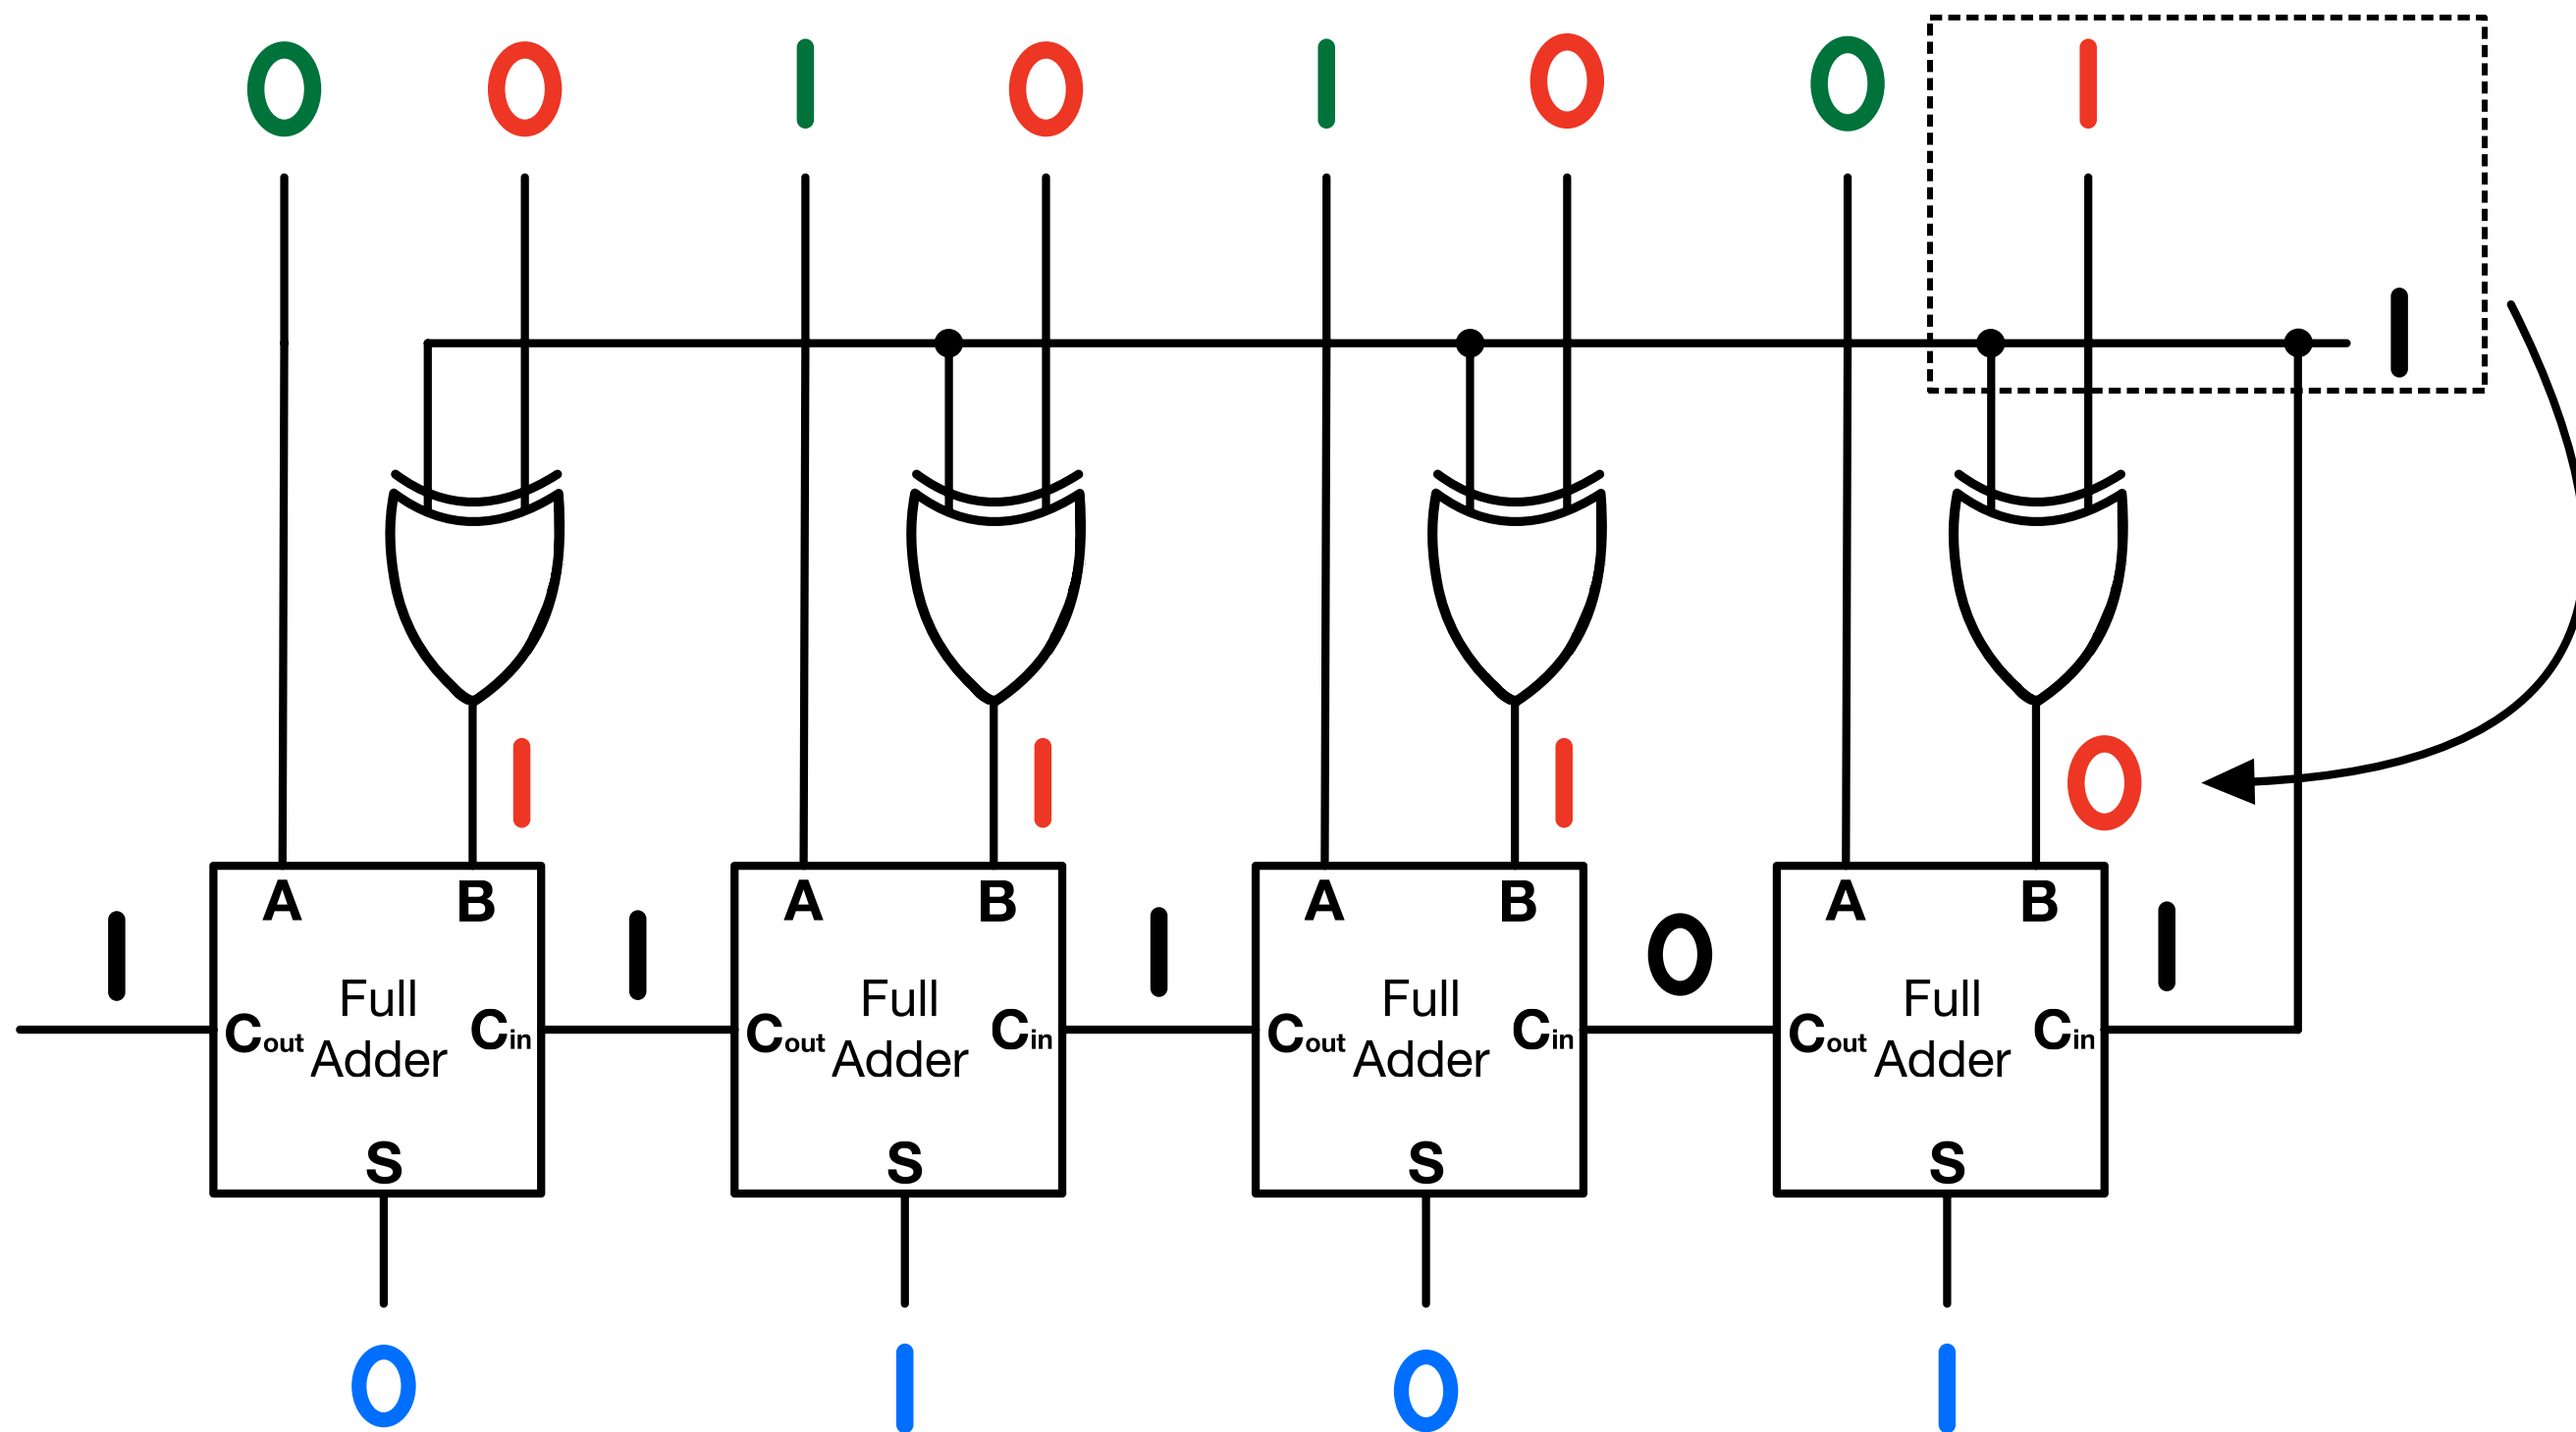 0 0 1 0 1 0 0 1
1
1 1 1 0
A B A B A B A B
1 1 1 0 1
Full Full Full Full
Cout Adder Cin Cout Adder Cin Cout Adder Cin Cout Adder Cin
S S S S
0 1 0 1